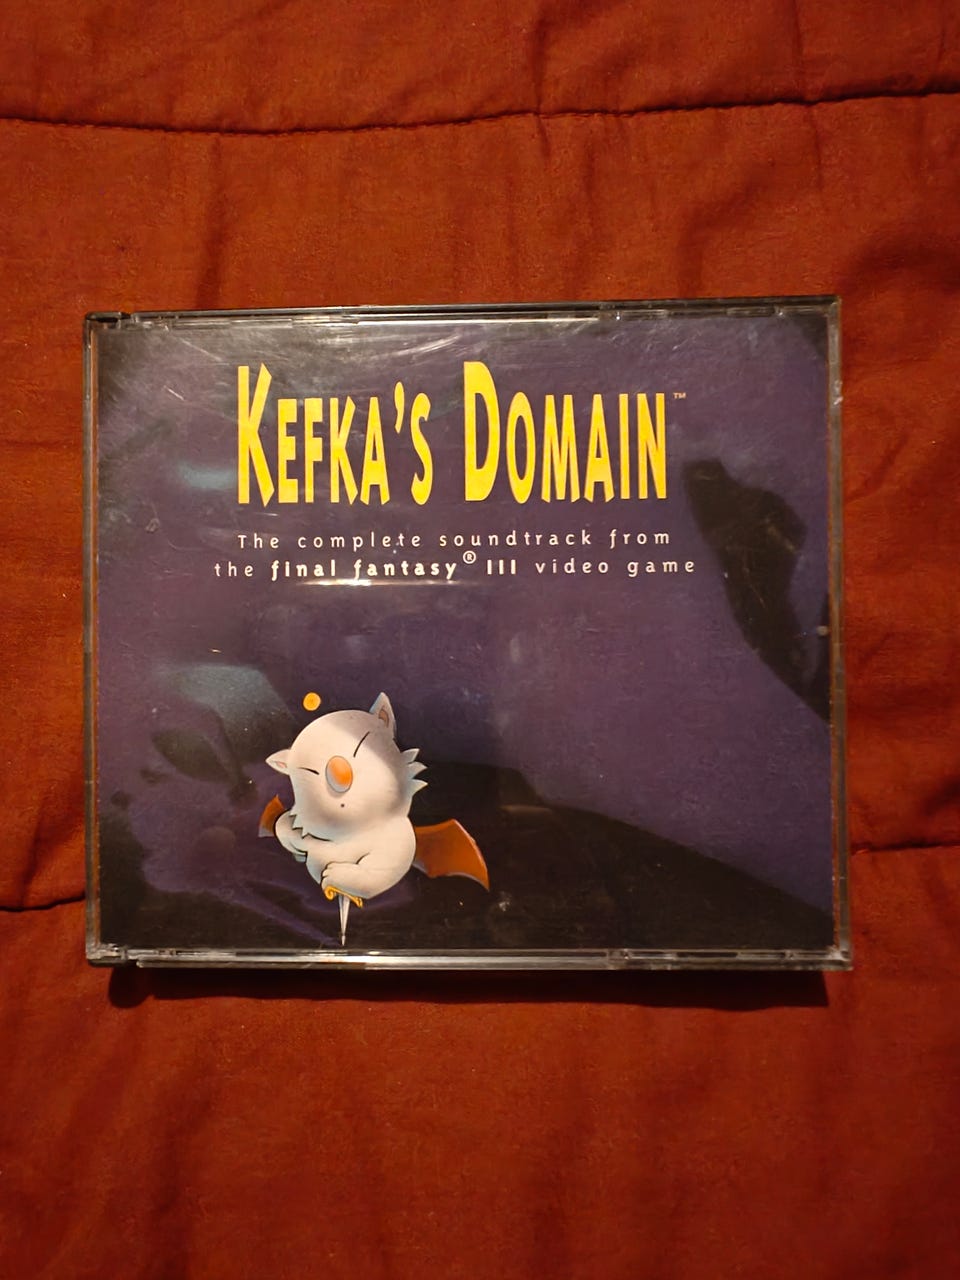 KEFKA'S DOMAIN™
The complete soundtrack from
the final fantasy® III video game